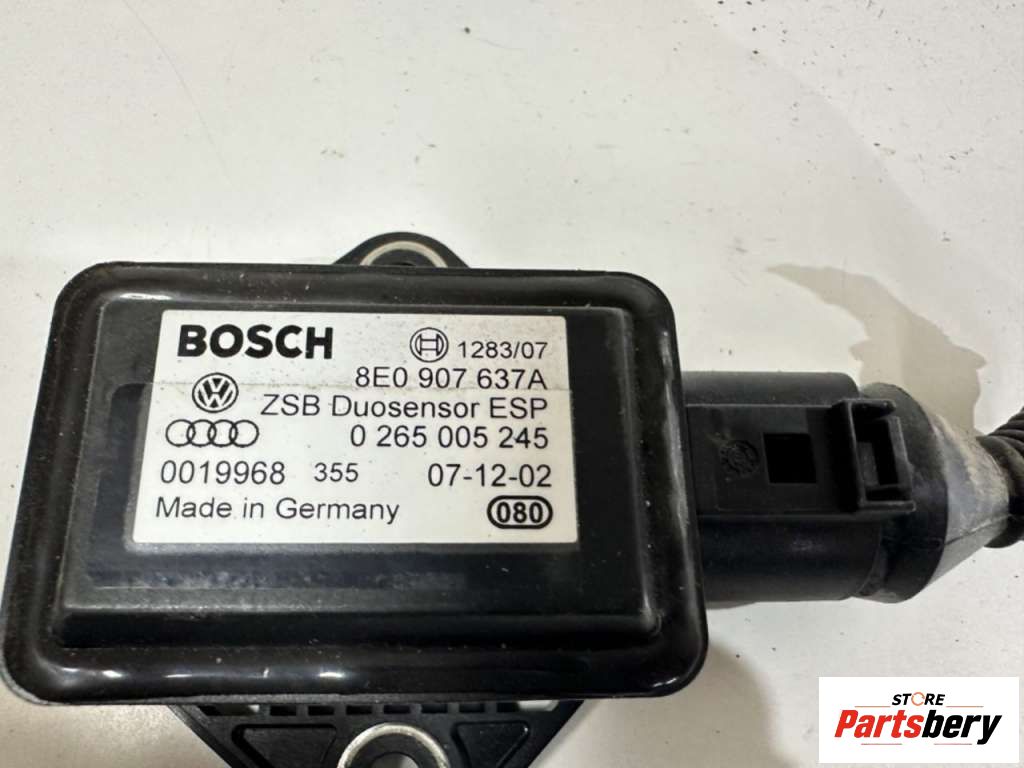 BOSCH
1283/07
8E0 907 637A
ZSB Duosensor ESP
0 265 005 245
0019968 355 07-12-02
Made in Germany 080
STORE
Partsbery